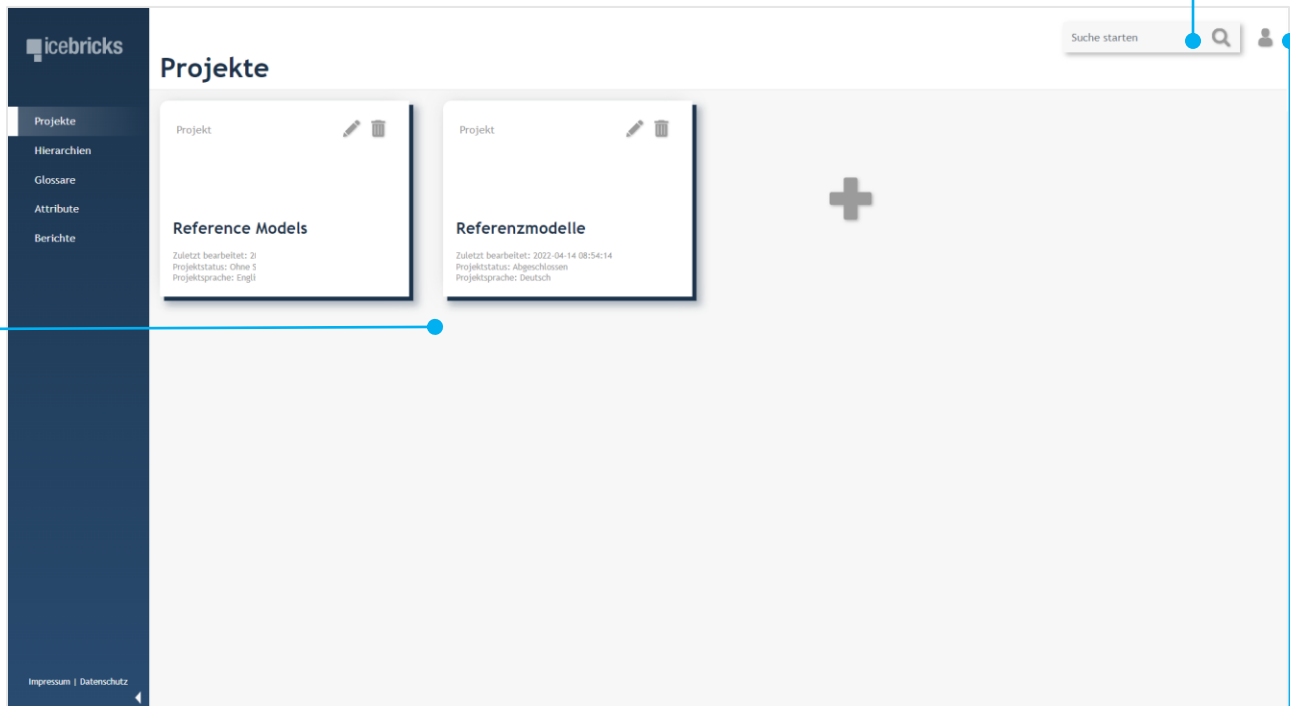 icebricks
Suche starten
Projekte
Projekte
Hierarchien
Glossare
Attribute
Berichte
Projekt
Reference Models
Zuletzt bearbeitet:
Projektstatus: Ohne
Projektsprache:
Projekt
Referenzmodelle
Zuletzt bearbeitet: 2022-04-14 08:54:14
Projektstatus: Abgeschlossen
Projektsprache: Deutsch
Impressum | Datenschutz